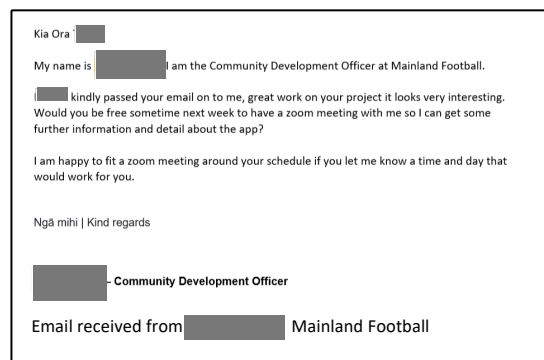 Kia Ora
My name is I am the Community Development Officer at Mainland Football.
kindly passed your email on to me, great work on your project it looks very interesting.
Would you be free sometime next week to have a zoom meeting with me so I can get some
further information and detail about the app?
I am happy to fit a zoom meeting around your schedule if you let me know a time and day that
would work for you.
Ngā mihi | Kind regards
- Community Development Officer
Email received from Mainland Football